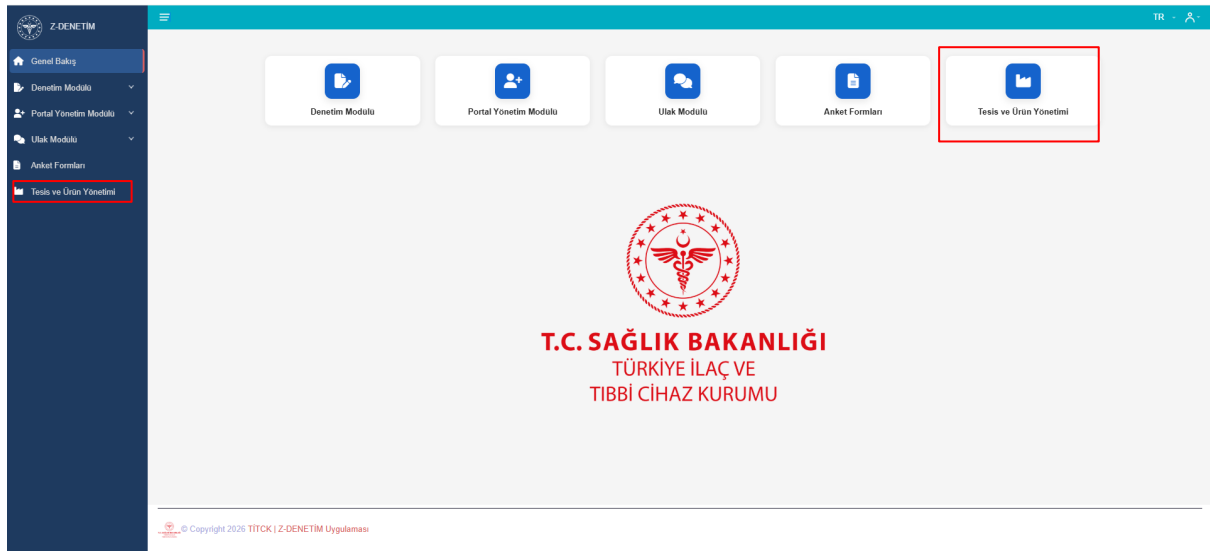 Z-DENETİM
TR
Genel Bakış
Denetim Modülü
Portal Yönetim Modülü
Ulak Modülü
Anket Formları
Tesis ve Ürün Yönetimi
Denetim Modülü
Portal Yönetim Modülü
Ulak Modülü
Anket Formları
Tesis ve Ürün Yönetimi
T.C. SAĞLIK BAKANLIĞI
TÜRKİYE İLAÇ VE
TIBBİ CİHAZ KURUMU
© Copyright 2026 TİTCK | Z-DENETİM Uygulaması